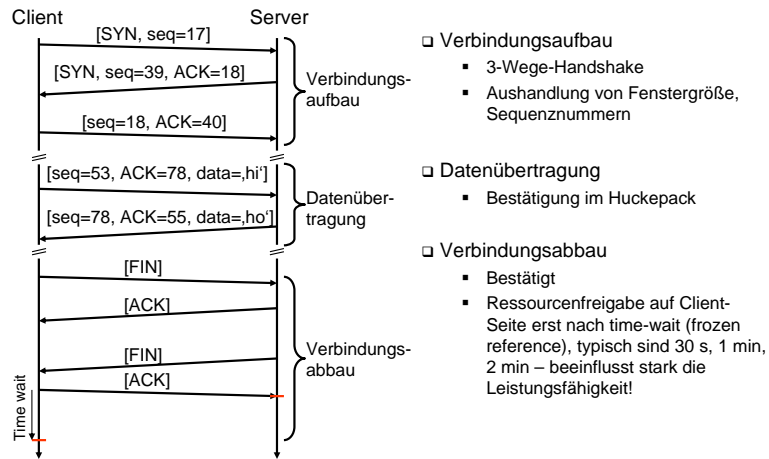 Client
Server
[SYN, seq=17]
[SYN, seq=39, ACK=18]
[seq=18, ACK=40]
Verbindungs-
aufbau
[seq=53, ACK=78, data=‚hi‘]
[seq=78, ACK=55, data=‚ho‘]
Datenüber-
tragung
[FIN]
[ACK]
[FIN]
[ACK]
Verbindungs-
abbau
Time wait
Verbindungsaufbau
3-Wege-Handshake
Aushandlung von Fenstergröße,
Sequenznummern
Datenübertragung
Bestätigung im Huckepack
Verbindungsabbau
Bestätigt
Ressourcenfreigabe auf Client-
Seite erst nach time-wait (frozen
reference), typisch sind 30 s, 1 min,
2 min – beeinflusst stark die
Leistungsfähigkeit!